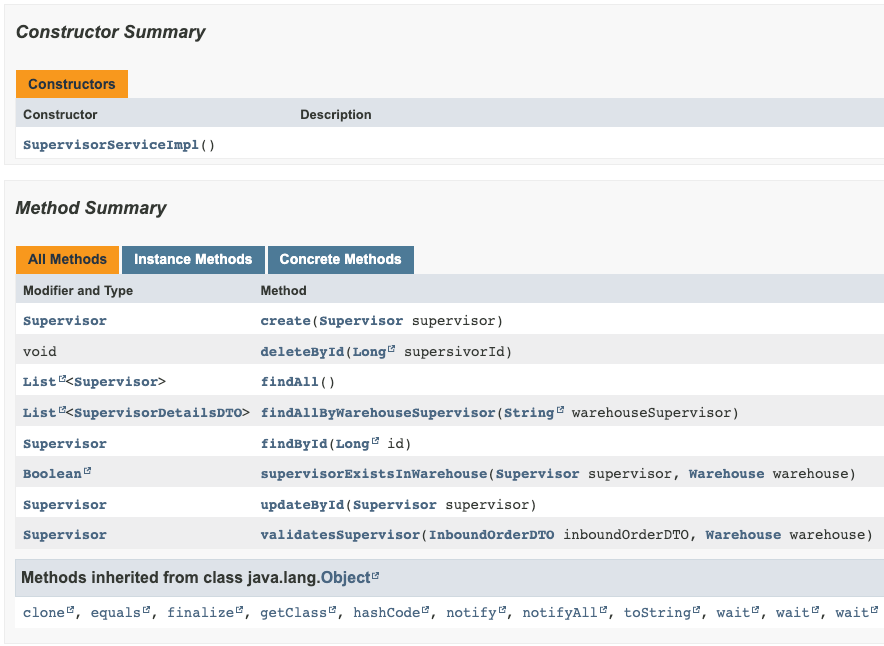 Constructor Summary
Constructors
Constructor Description
SupervisorServiceImpl()
Method Summary
All Methods Instance Methods Concrete Methods
Modifier and Type Method
Supervisor create(Supervisor supervisor)
void deleteById(Long supersivorId)
List<Supervisor> findAll()
List<SupervisorDetailsDTO> findAllByWarehouseSupervisor(String warehouseSupervisor)
Supervisor findById(Long id)
Boolean supervisorExistsInWarehouse(Supervisor supervisor, Warehouse warehouse)
Supervisor updateById(Supervisor supervisor)
Supervisor validatesSupervisor(InboundOrderDTO inboundOrderDTO, Warehouse warehouse)
Methods inherited from class java.lang.Object
clone, equals, finalize, getClass, hashCode, notify, notifyAll, toString, wait, wait, wait